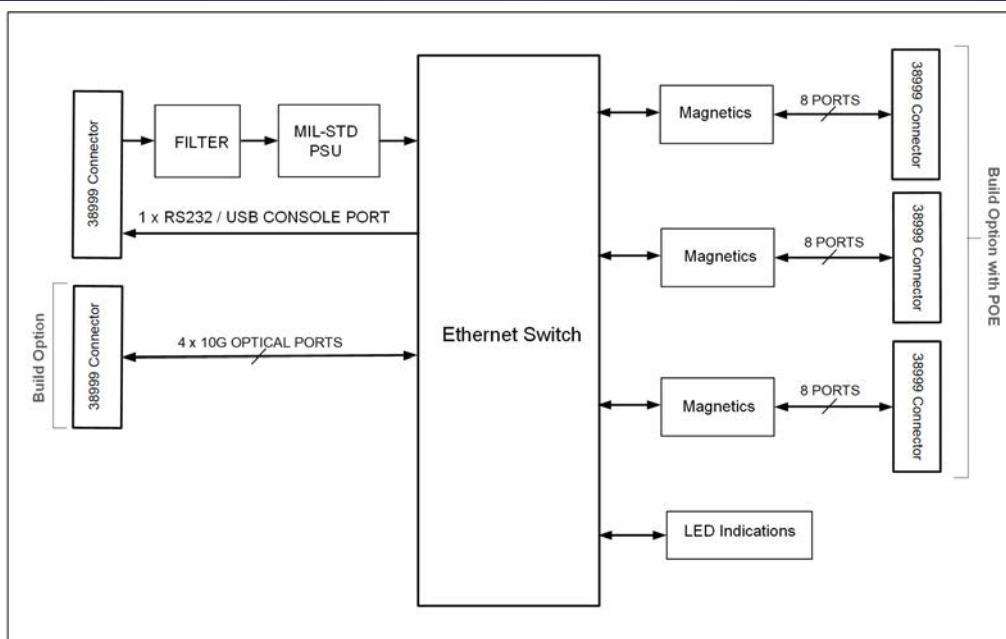 38999 Connector
FILTER
MIL-STD
PSU
1 x RS232 / USB CONSOLE PORT
Build Option
38999 Connector
4 x 10G OPTICAL PORTS
Ethernet Switch
Magnetics
8 PORTS
38999 Connector
Magnetics
8 PORTS
38999 Connector
Magnetics
8 PORTS
38999 Connector
Build Option with POE
LED Indications